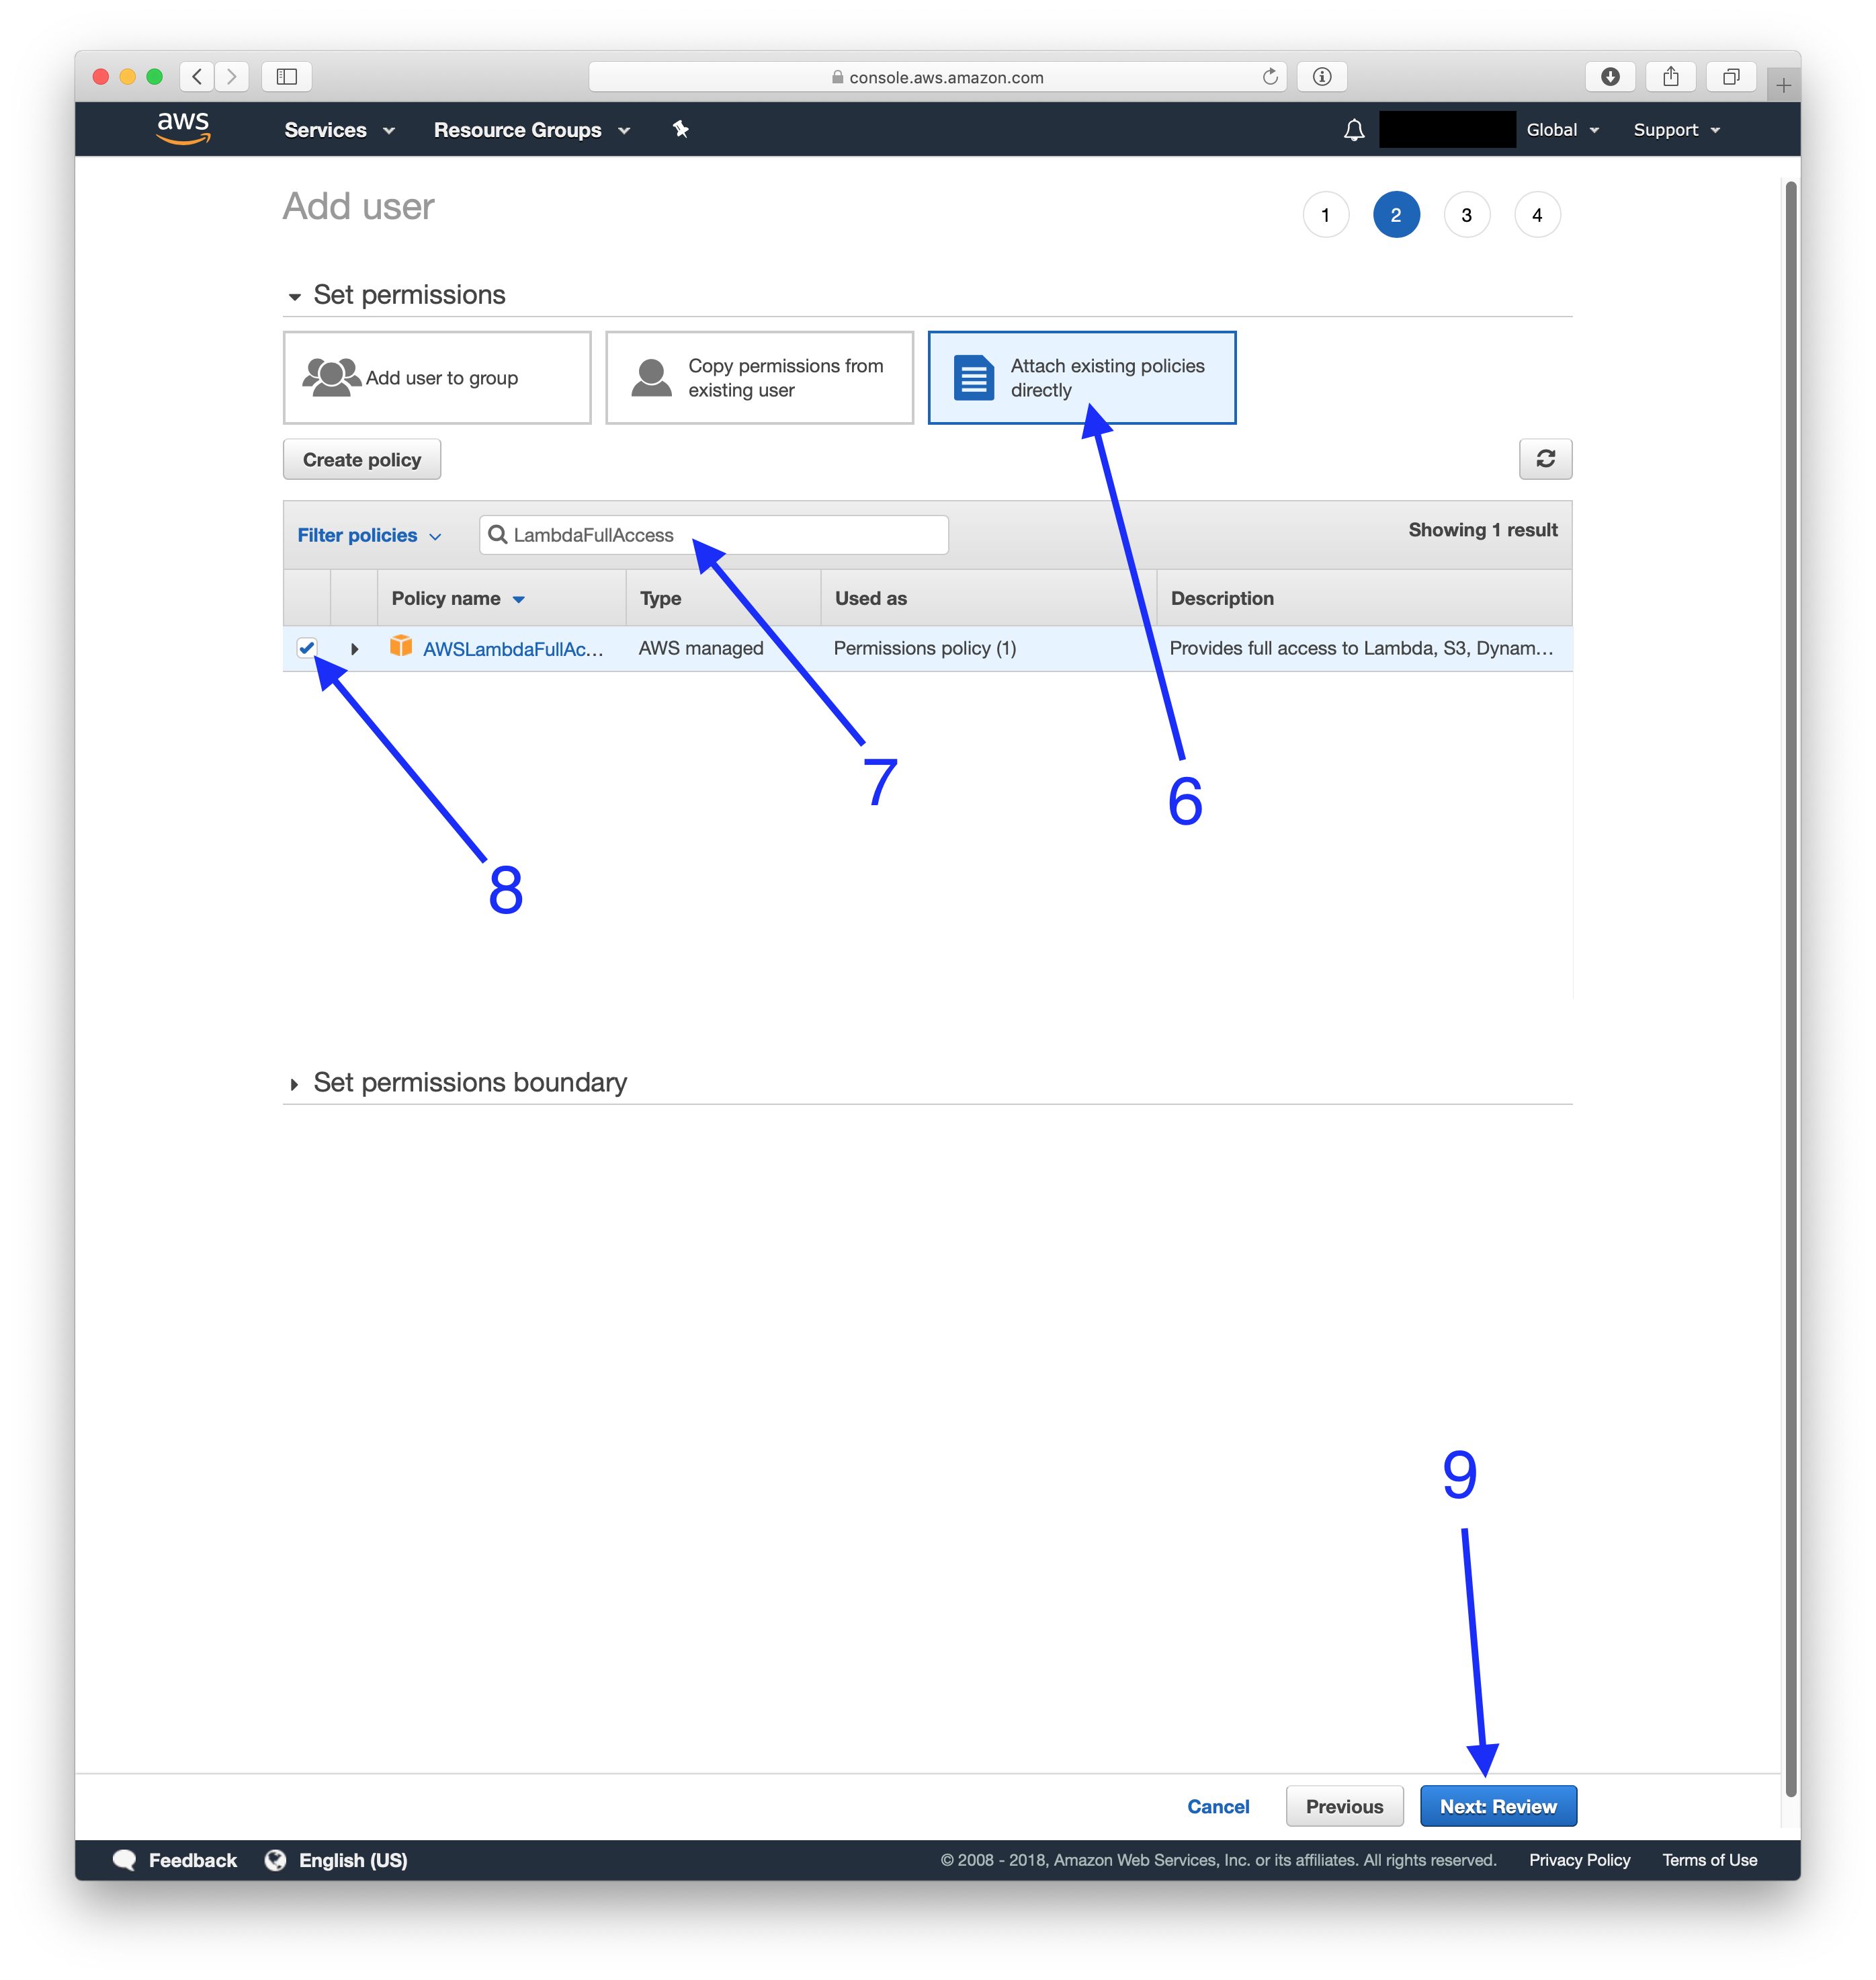 console.aws.amazon.com
aws Services Resource Groups Global Support
Add user
1 2 3 4
Set permissions
Add user to group
Copy permissions from
existing user
Attach existing policies
directly
Create policy
Filter policies LambdaFullAccess Showing 1 result
Policy name Type Used as Description
AWSLambdaFullAc... AWS managed Permissions policy (1) Provides full access to Lambda, S3, Dynam...
7
6
8
Set permissions boundary
9
Cancel Previous Next: Review
Feedback English (US) © 2008 - 2018, Amazon Web Services, Inc. or its affiliates. All rights reserved. Privacy Policy Terms of Use